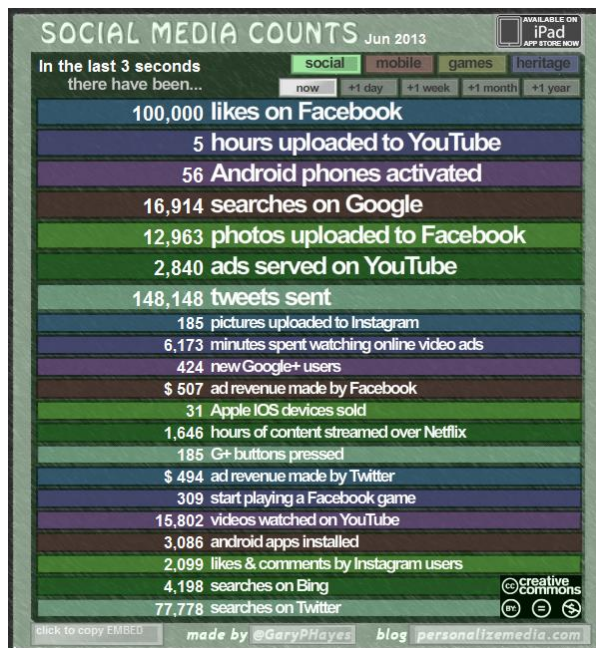 SOCIAL MEDIA COUNTS Jun 2013
AVAILABLE ON
iPad
APP STORE NOW
In the last 3 seconds
there have been...
social mobile games heritage
now +1 day +1 week +1 month +1 year
100,000 likes on Facebook
5 hours uploaded to YouTube
56 Android phones activated
16,914 searches on Google
12,963 photos uploaded to Facebook
2,840 ads served on YouTube
148,148 tweets sent
185 pictures uploaded to Instagram
6,173 minutes spent watching online video ads
424 new Google+ users
$ 507 ad revenue made by Facebook
31 Apple IOS devices sold
1,646 hours of content streamed over Netflix
185 G+ buttons pressed
$ 494 ad revenue made by Twitter
309 start playing a Facebook game
15,802 videos watched on YouTube
3,086 android apps installed
2,099 likes & comments by Instagram users
4,198 searches on Bing
77,778 searches on Twitter
cc creative commons
BY: = $
click to copy EMBED
made by @GaryPHayes blog personalizemedia.com